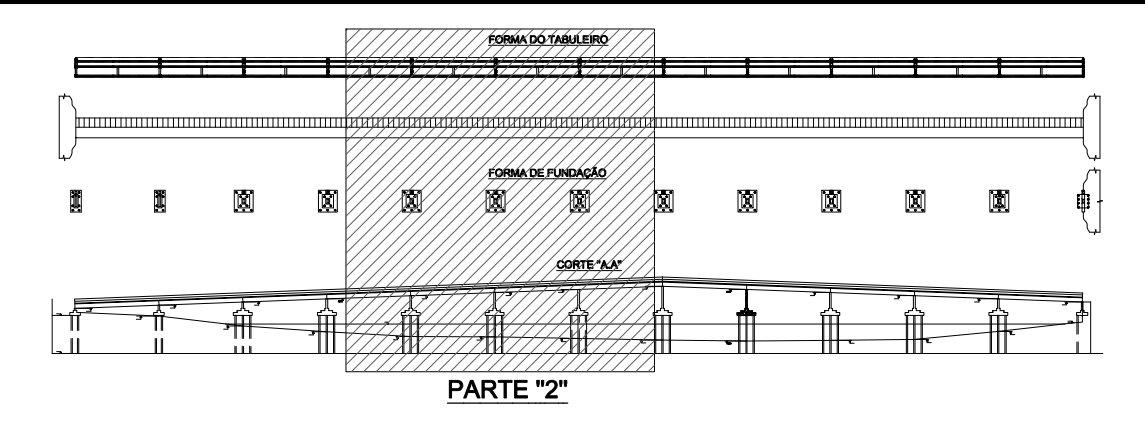 FORMA DO TABULEIRO
FORMA DE FUNDAÇÃO
CORTE "A.A"
PARTE "2"